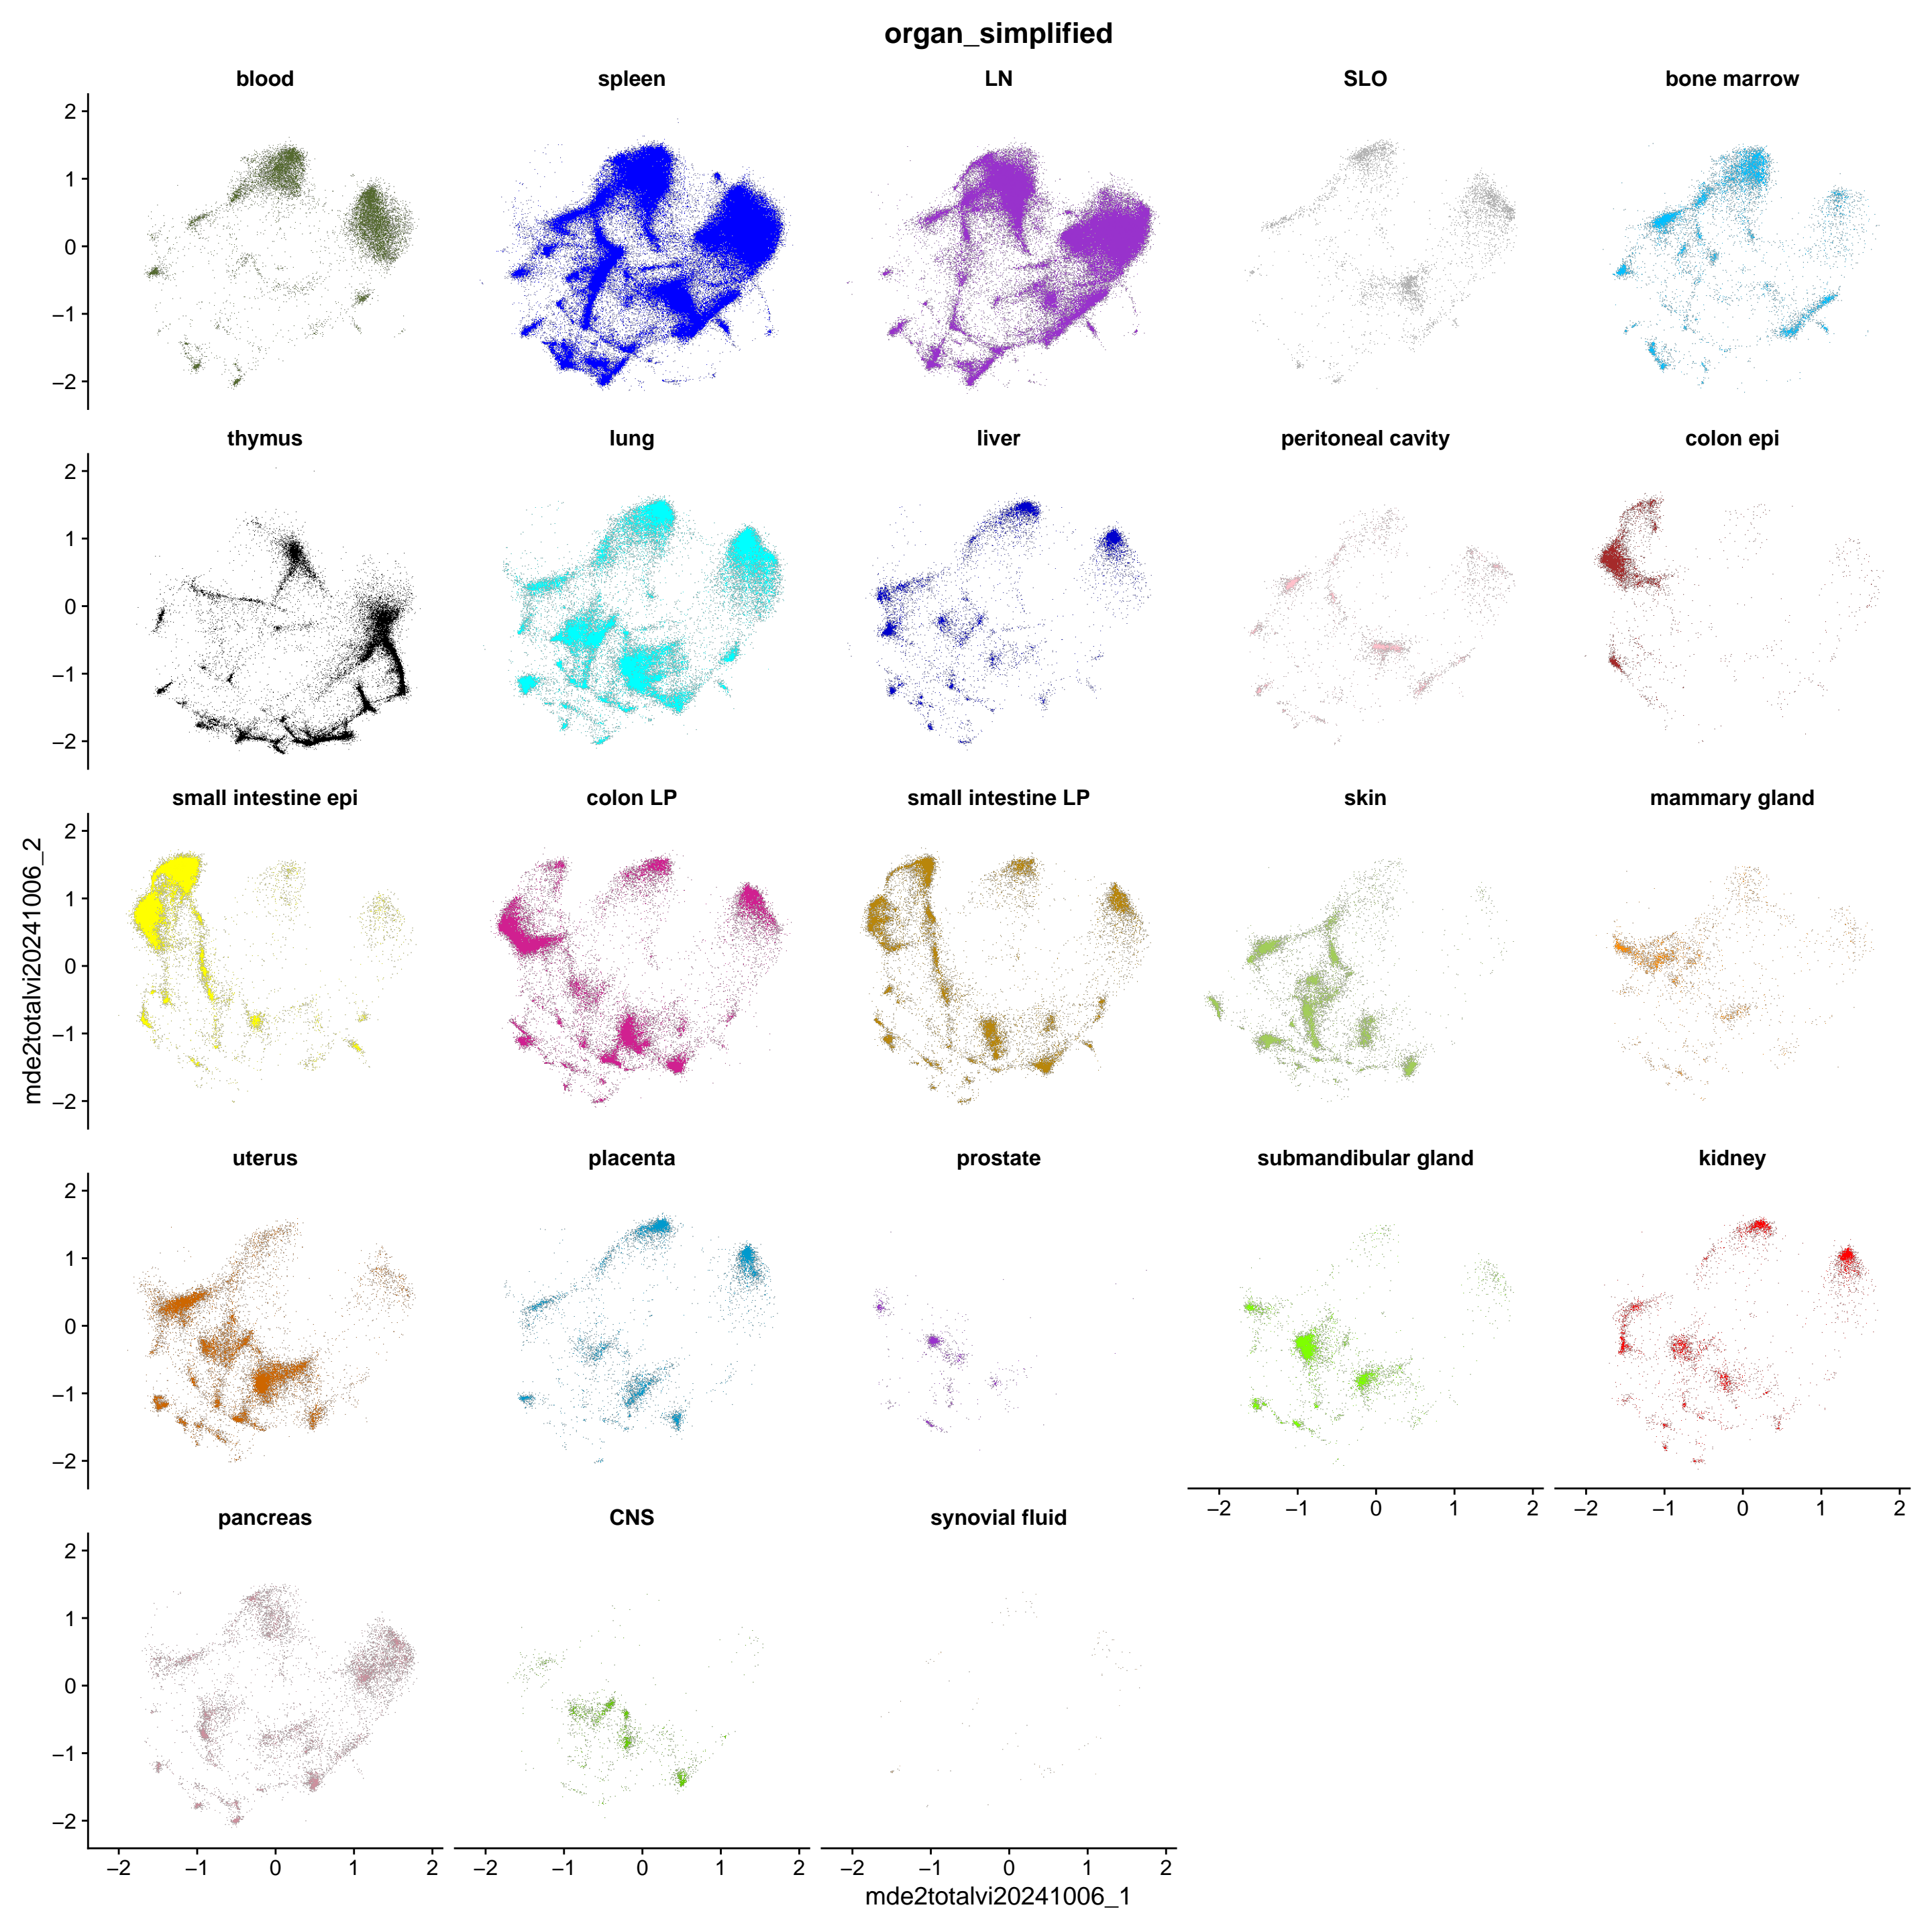 organ_simplified
blood spleen LN SLO bone marrow
2
1
0
−1
−2
thymus lung liver peritoneal cavity colon epi
2
1
0
−1
−2
small intestine epi colon LP small intestine LP skin mammary gland
2
1
0
−1
−2
mde2totalvi20241006_2
uterus placenta prostate submandibular gland kidney
2
1
0
−1
−2
−2 −1 0 1 2 −2 −1 0 1 2
pancreas CNS synovial fluid
2
1
0
−1
−2
−2 −1 0 1 2 −2 −1 0 1 2 −2 −1 0 1 2
mde2totalvi20241006_1